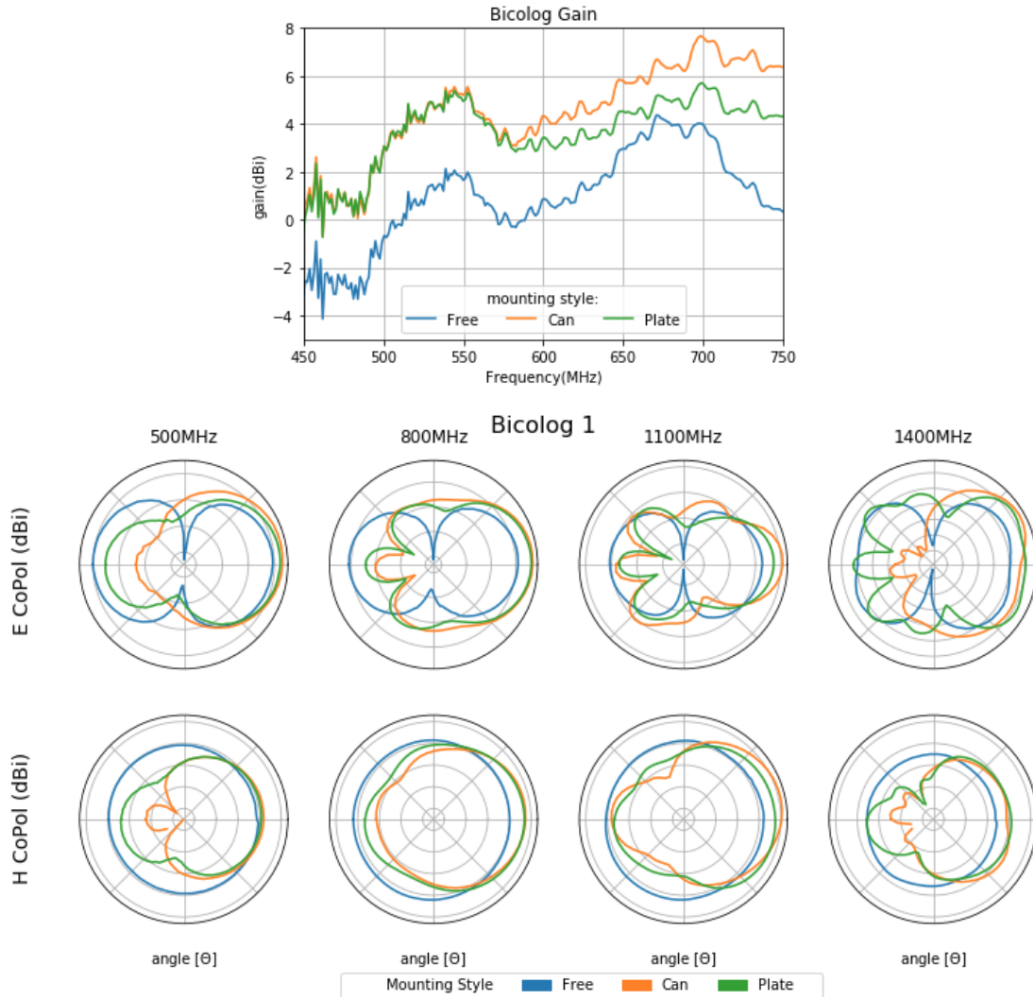 Bicolog Gain
8
6
4
2
0
−2
−4
gain(dBi)
mounting style:
Free Can Plate
450 500 550 600 650 700 750
Frequency(MHz)
Bicolog 1
500MHz 800MHz 1100MHz 1400MHz
E CoPol (dBi)
H CoPol (dBi)
angle [Θ] angle [Θ] angle [Θ] angle [Θ]
Mounting Style Free Can Plate